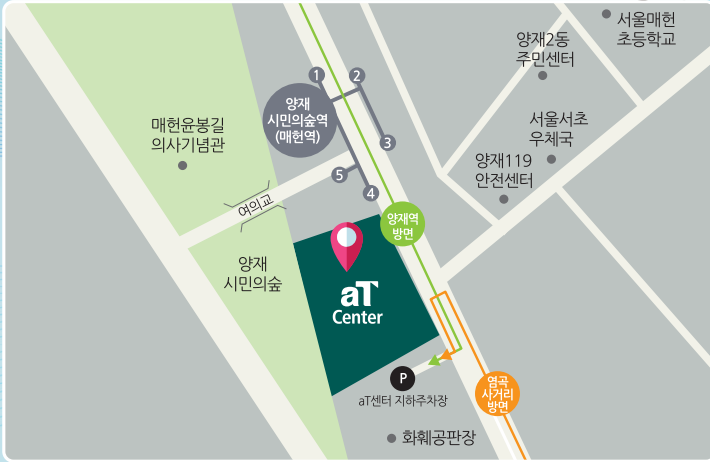 서울매헌
초등학교
양재2동
주민센터
1
2
양재
시민의숲역
(매헌역)
매헌윤봉길
의사기념관
3
서울서초
우체국
양재119
안전센터
5
4
여의교
양재역
방면
양재
시민의숲
aT
Center
P
aT센터 지하주차장
염곡
사거리
방면
화훼공판장